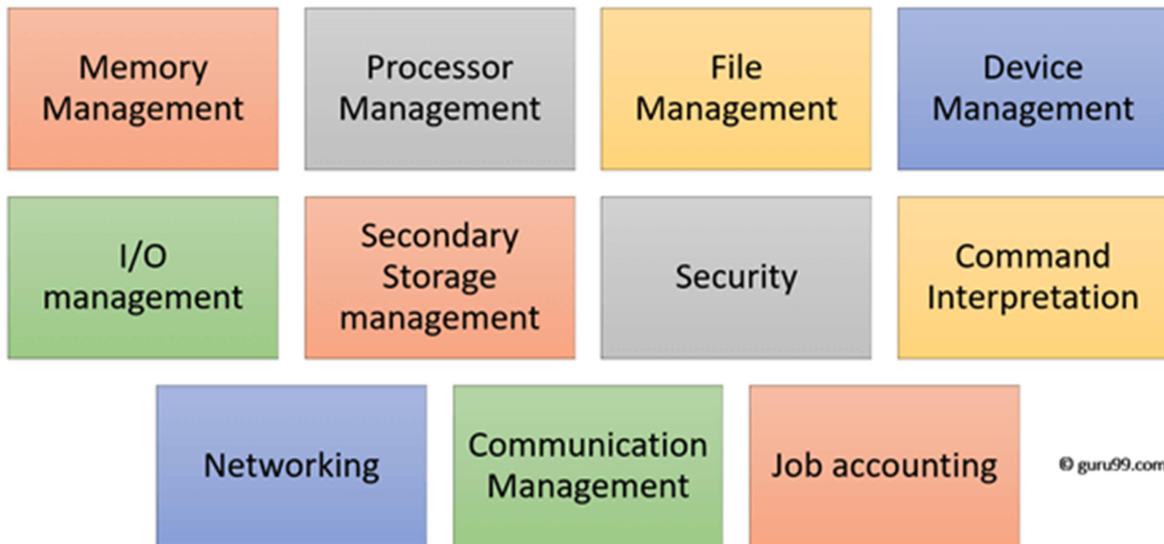 Memory
Management
Processor
Management
File
Management
Device
Management
I/O
management
Secondary
Storage
management
Security
Command
Interpretation
Networking
Communication
Management
Job accounting
© guru99.com